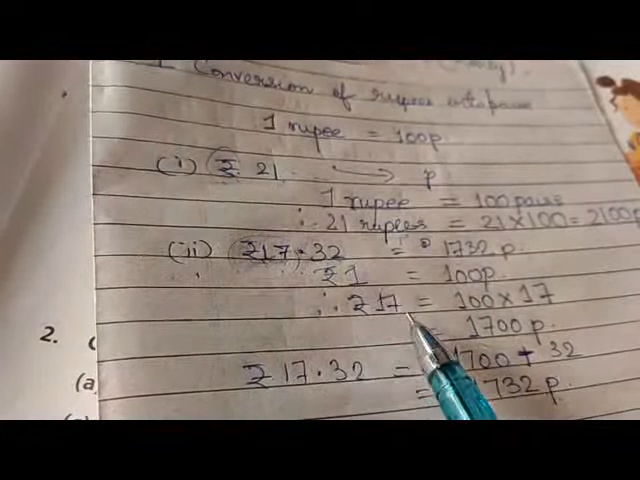 1 Conversion of rupees into paise
1 rupee = 100p.
(i) ₹ 21 → p
1 rupee = 100 paise
∴ 21 rupees = 21×100 = 2100p
(ii) ₹17.32 = 1732 p.
₹1 = 100p.
∴ ₹17 = 100×17
= 1700 p.
₹17.32 = 1700 + 32
= 1732 p.
2. (
(a